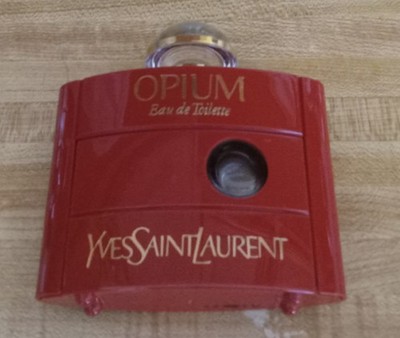 OPIUM
Eau de Toilette
YVESSAINTLAURENT